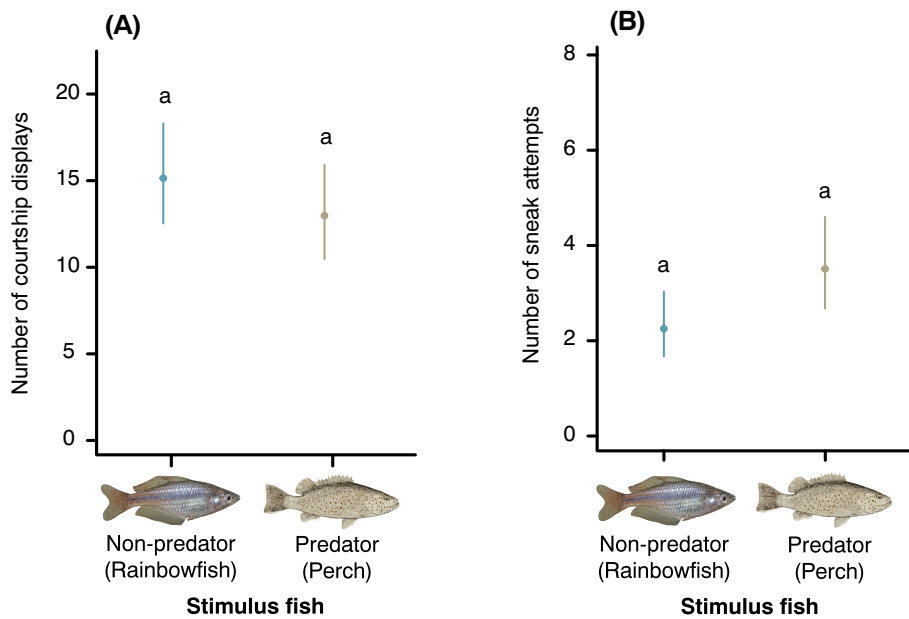 (A)
Number of courtship displays
20
15
10
5
0
a
a
Non-predator
(Rainbowfish)
Predator
(Perch)
Stimulus fish
(B)
Number of sneak attempts
8
6
4
2
0
a
a
Non-predator
(Rainbowfish)
Predator
(Perch)
Stimulus fish